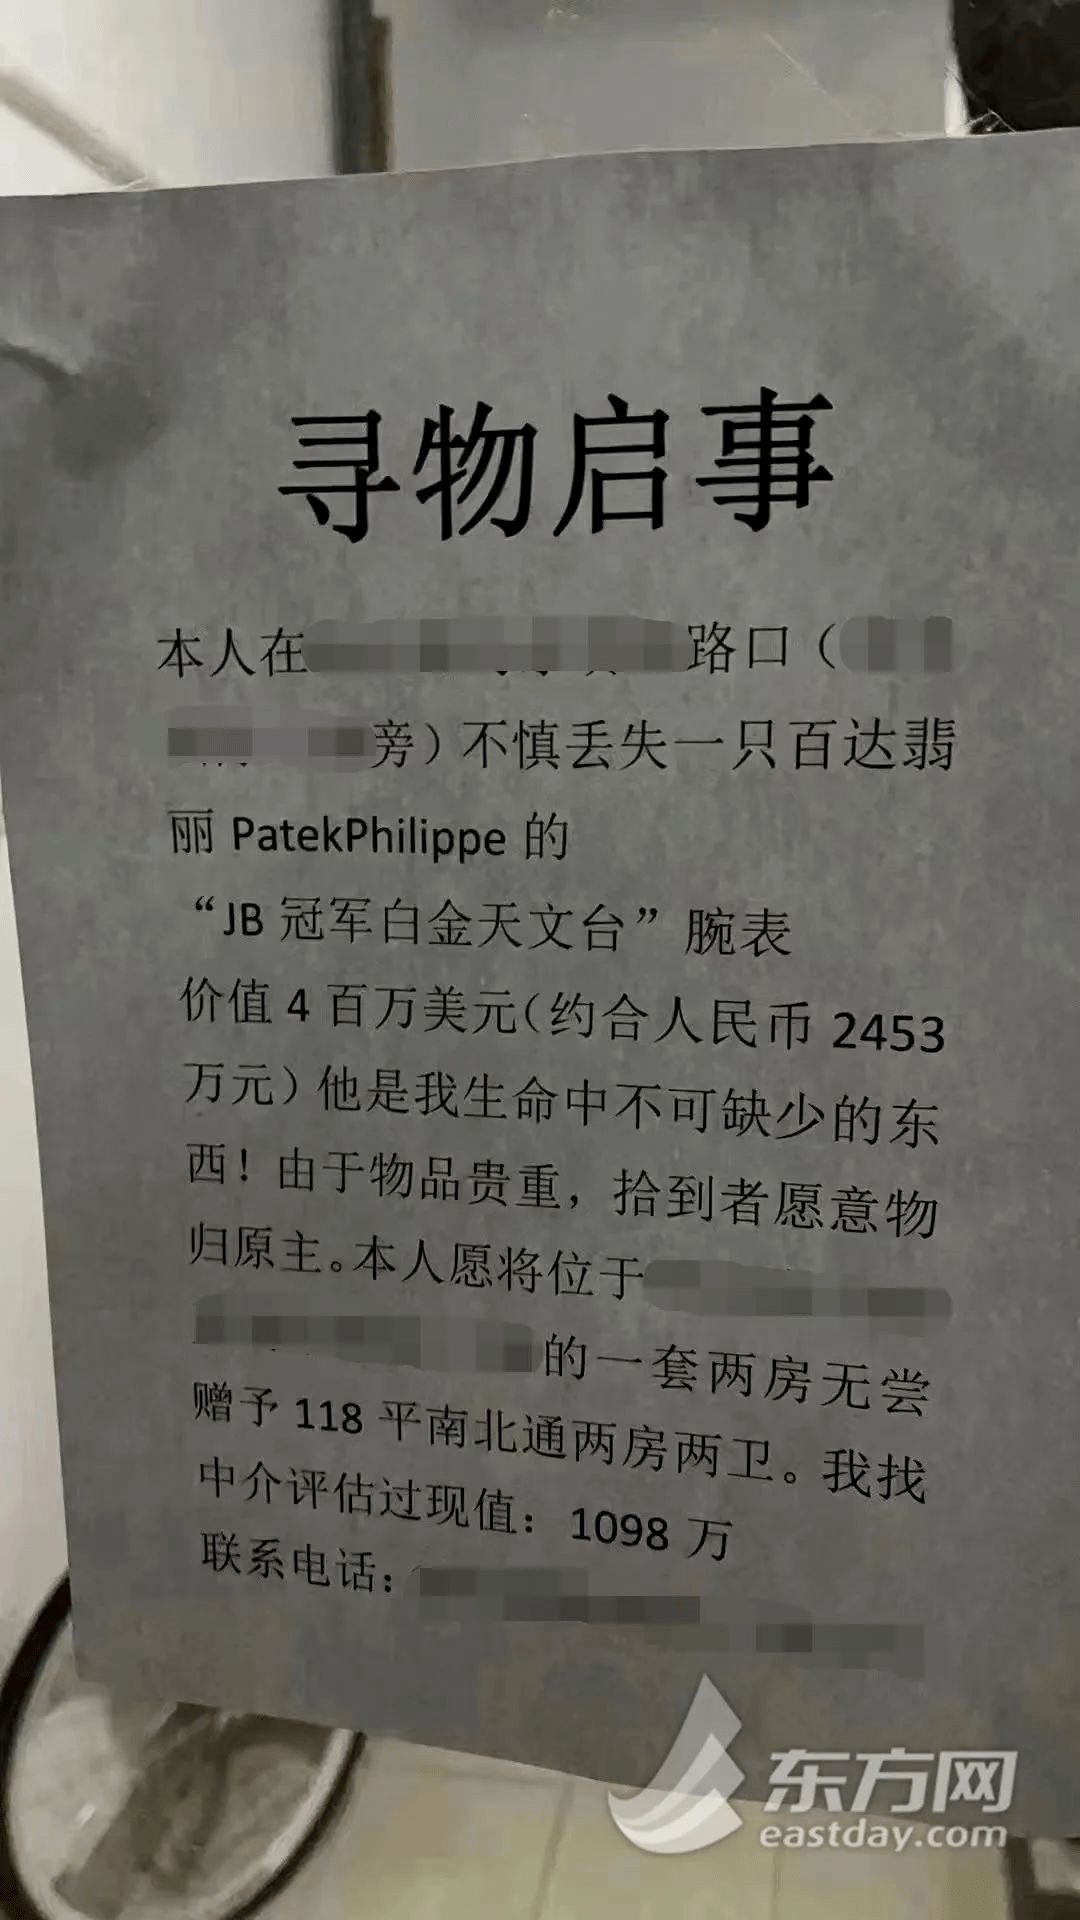 寻物启事
本人在 路口（
旁）不慎丢失一只百达翡
丽 PatekPhilippe 的
“JB 冠军白金天文台”腕表
价值 4 百万美元（约合人民币 2453
万元）他是我生命中不可缺少的东
西！由于物品贵重，拾到者愿意物
归原主。本人愿将位于
的一套两房无尝
赠予 118 平南北通两房两卫。我找
中介评估过现值：1098 万
联系电话：
东方网
eastday.com